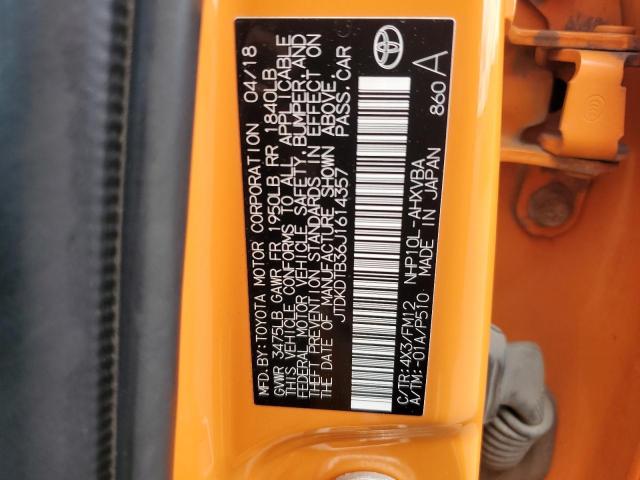 MFD.BY:TOYOTA MOTOR CORPORATION 04/18
GVWR 3475LB GAWR FR 1950LB RR 1840LB
THIS VEHICLE CONFORMS TO ALL APPLICABLE
FEDERAL MOTOR VEHICLE SAFETY,BUMPER,AND
THEFT PREVENTION STANDARDS IN EFFECT ON
THE DATE OF MANUFACTURE SHOWN ABOVE.
JTDKDTB36J1614357 PASS.CAR
C/TR:4X3/FM12 NHP10L-AHXVBA
A/TM:-01A/P510 MADE IN JAPAN 860 A